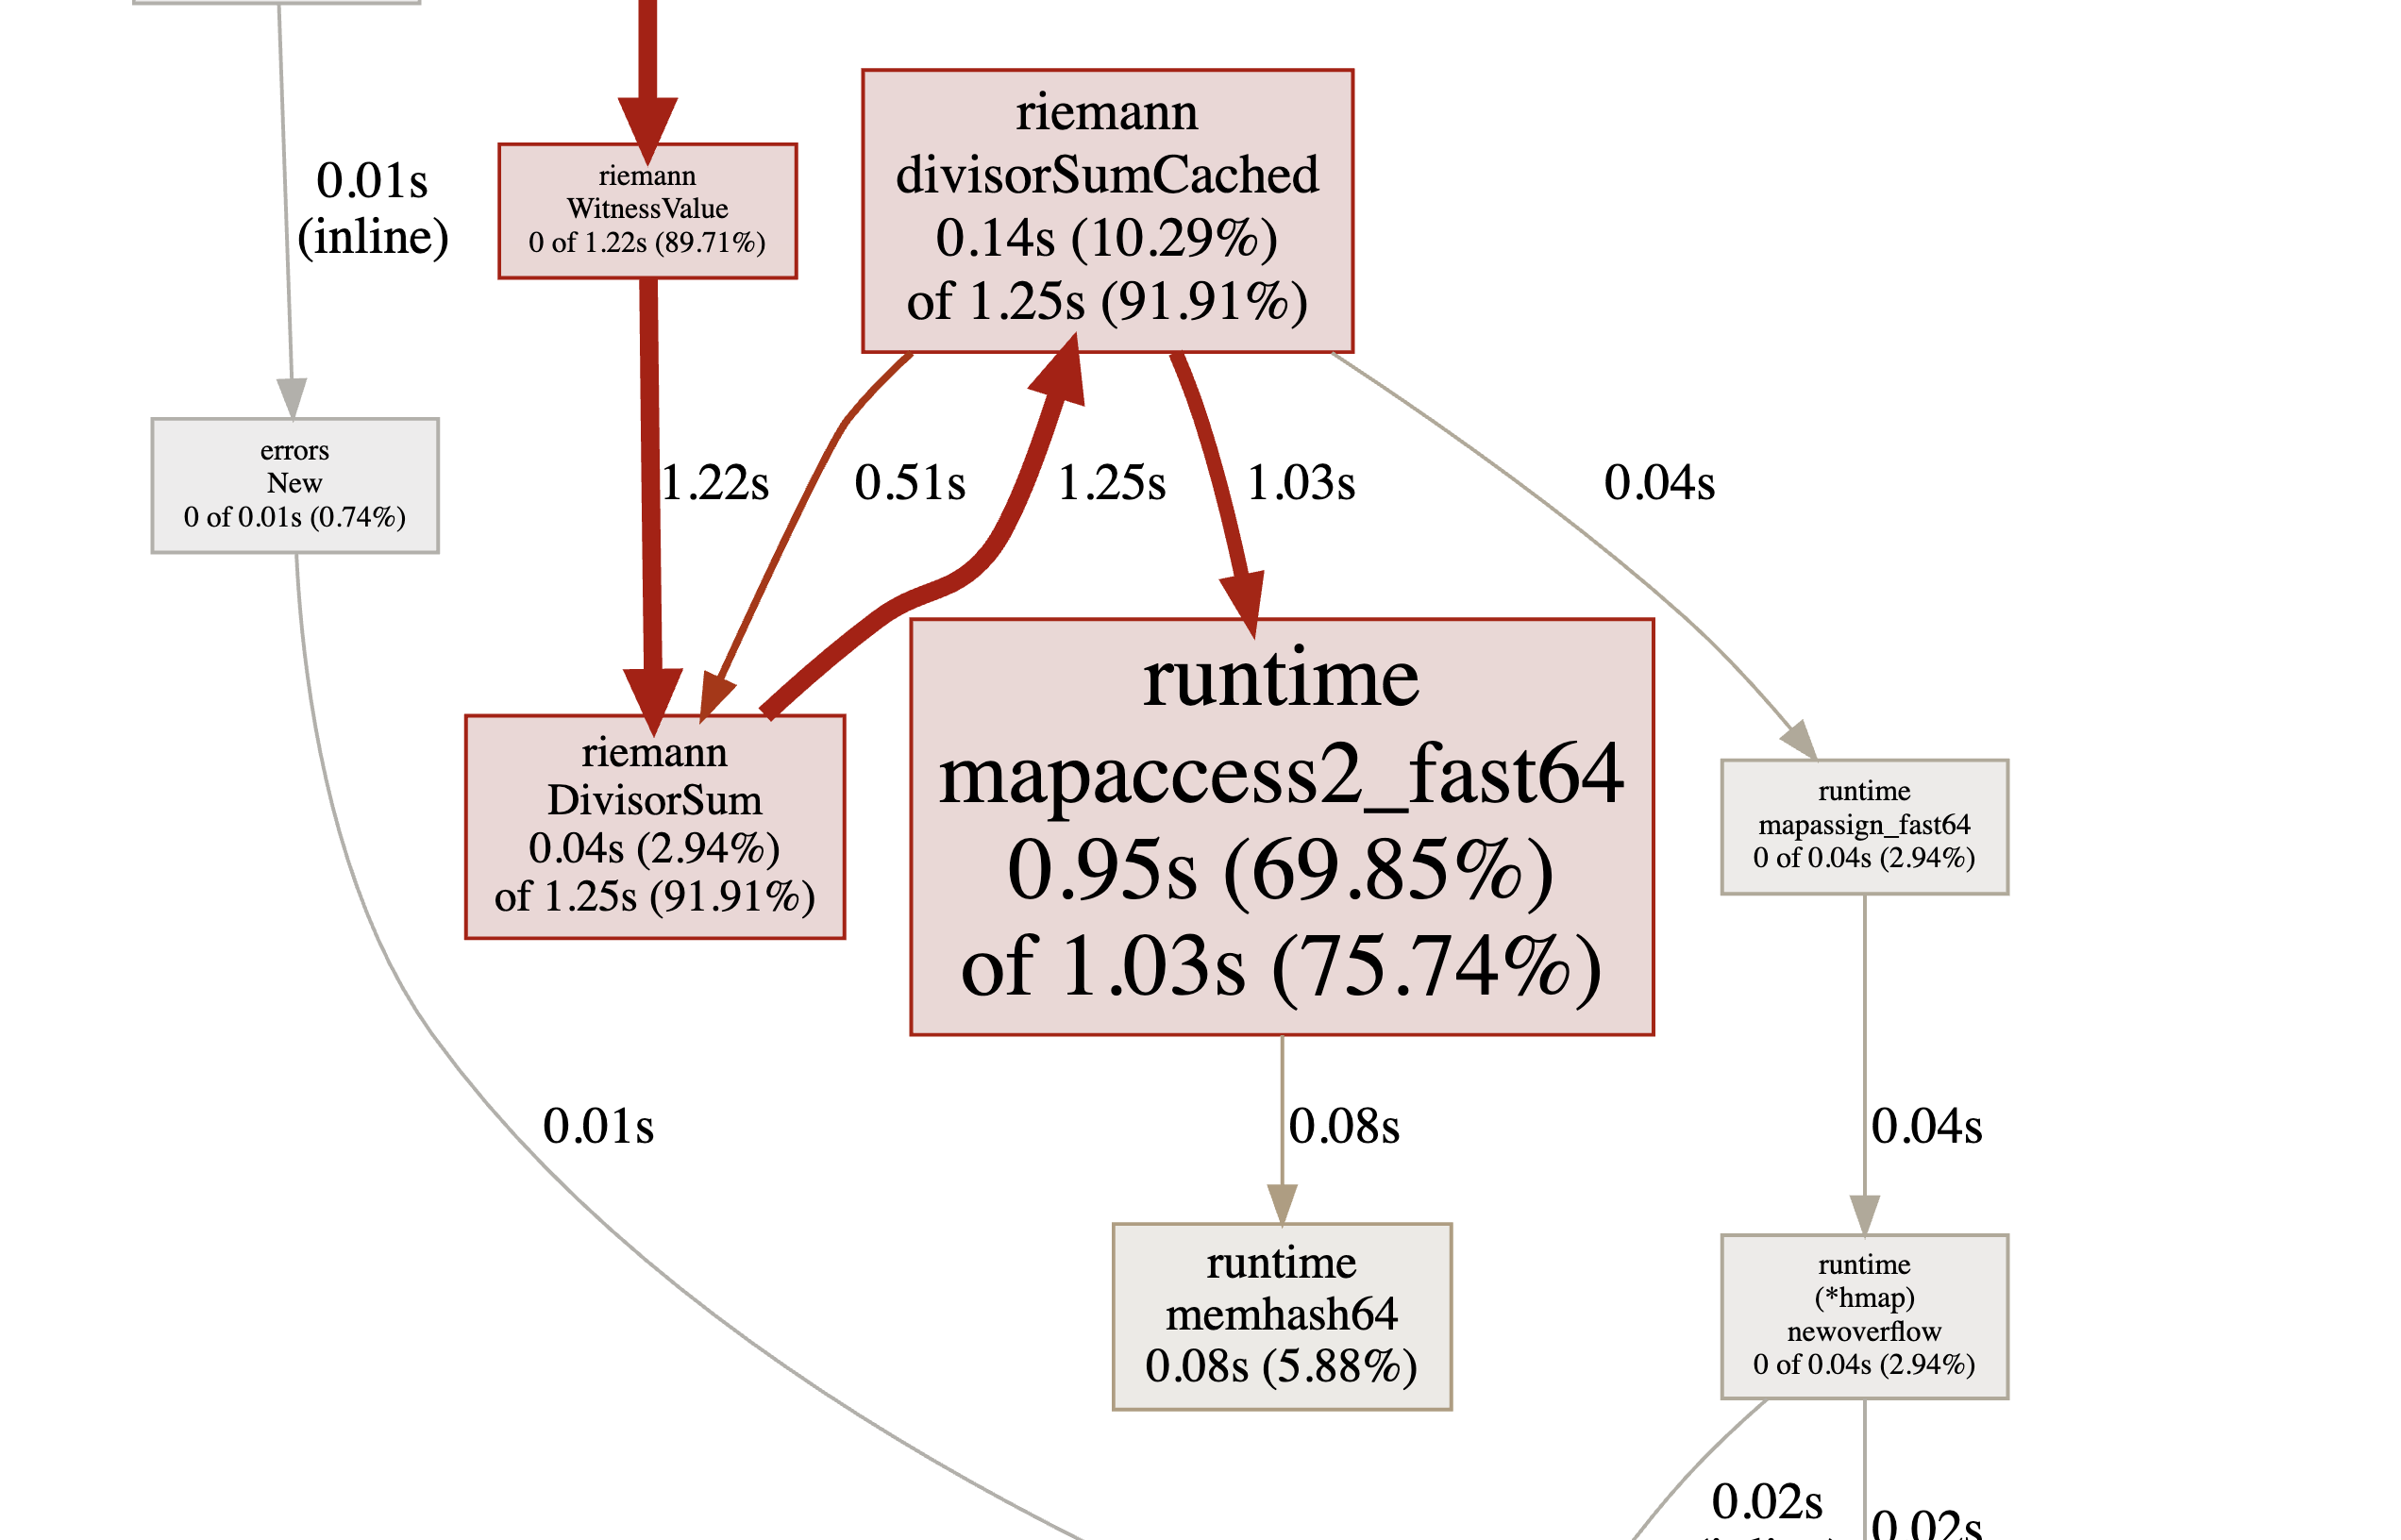 0.01s
(inline)
riemann
WitnessValue
0 of 1.22s (89.71%)
riemann
divisorSumCached
0.14s (10.29%)
of 1.25s (91.91%)
errors
New
0 of 0.01s (0.74%)
1.22s
0.51s
1.25s
1.03s
0.04s
riemann
DivisorSum
0.04s (2.94%)
of 1.25s (91.91%)
runtime
mapaccess2_fast64
0.95s (69.85%)
of 1.03s (75.74%)
runtime
mapassign_fast64
0 of 0.04s (2.94%)
0.01s
0.08s
0.04s
runtime
memhash64
0.08s (5.88%)
runtime
(*hmap)
newoverflow
0 of 0.04s (2.94%)
0.02s
0.02s